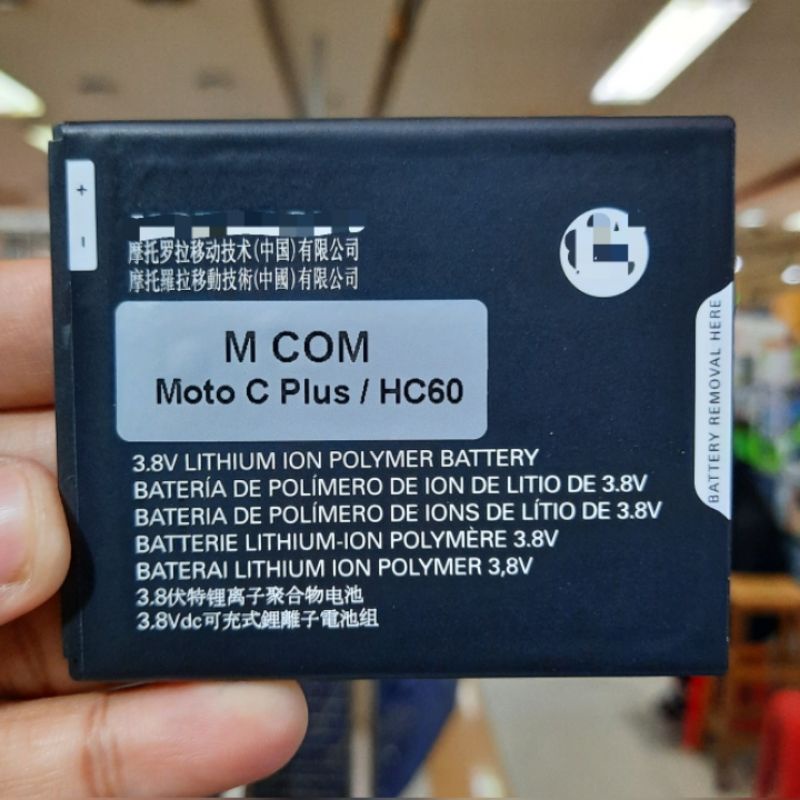 +
-
摩托罗拉移动技术(中国)有限公司
摩托羅拉移動技術(中國)有限公司
M COM
Moto C Plus / HC60
3.8V LITHIUM ION POLYMER BATTERY
BATERÍA DE POLÍMERO DE ION DE LITIO DE 3.8V
BATERIA DE POLÍMERO DE IONS DE LÍTIO DE 3.8V
BATTERIE LITHIUM-ION POLYMÈRE 3.8V
BATERAI LITHIUM ION POLYMER 3,8V
3.8伏特锂离子聚合物电池
3.8Vdc可充式鋰離子電池組
BATTERY REMOVAL HERE